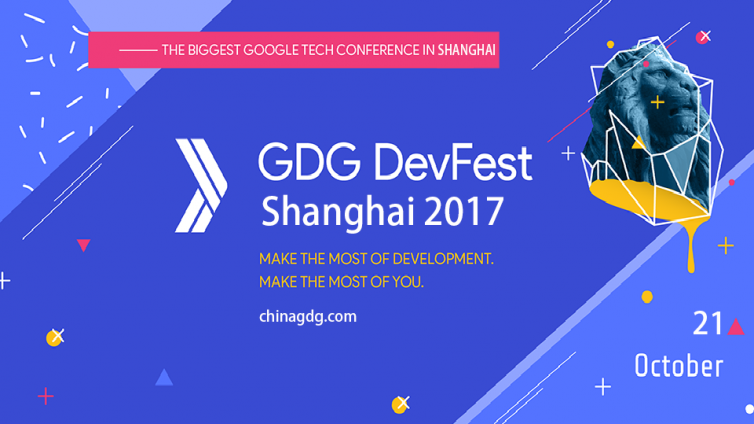 THE BIGGEST GOOGLE TECH CONFERENCE IN SHANGHAI
GDG DevFest
Shanghai 2017
MAKE THE MOST OF DEVELOPMENT.
MAKE THE MOST OF YOU.
chinagdg.com
21
October